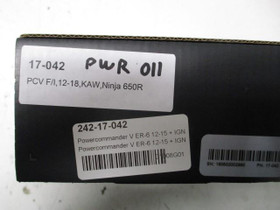 17-042
PWR 011
PCV F/I,12-18,KAW,Ninja 650R
242-17-042
Powercommander V ER-6 12-15 + IGN
Powercommander V ER-6 12-15 + IGN